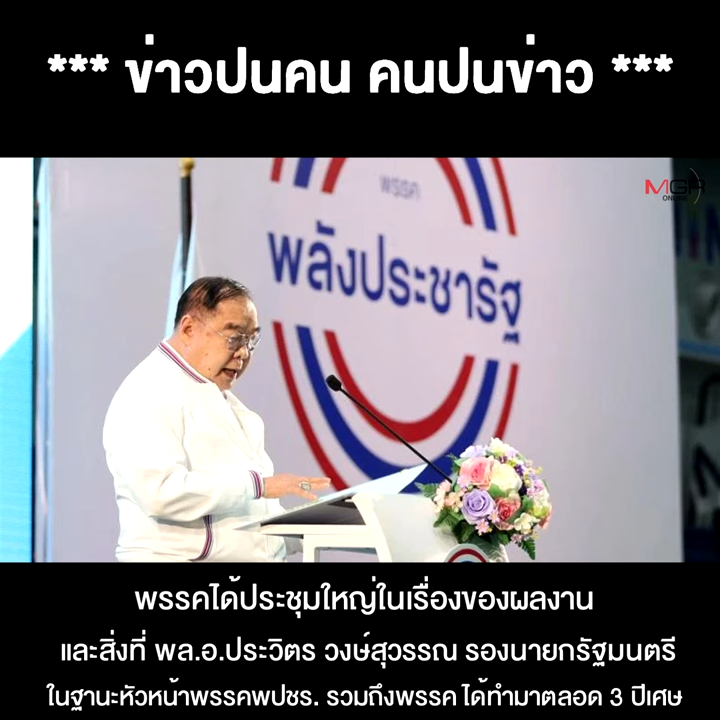 *** ข่าวปนคน คนปนข่าว ***
MGR
ONLINE
พรรค
พลังประชารัฐ
พรรคได้ประชุมใหญ่ในเรื่องของผลงาน
และสิ่งที่ พล.อ.ประวิตร วงษ์สุวรรณ รองนายกรัฐมนตรี
ในฐานะหัวหน้าพรรคพปชร. รวมถึงพรรค ได้ทำมาตลอด 3 ปีเศษ